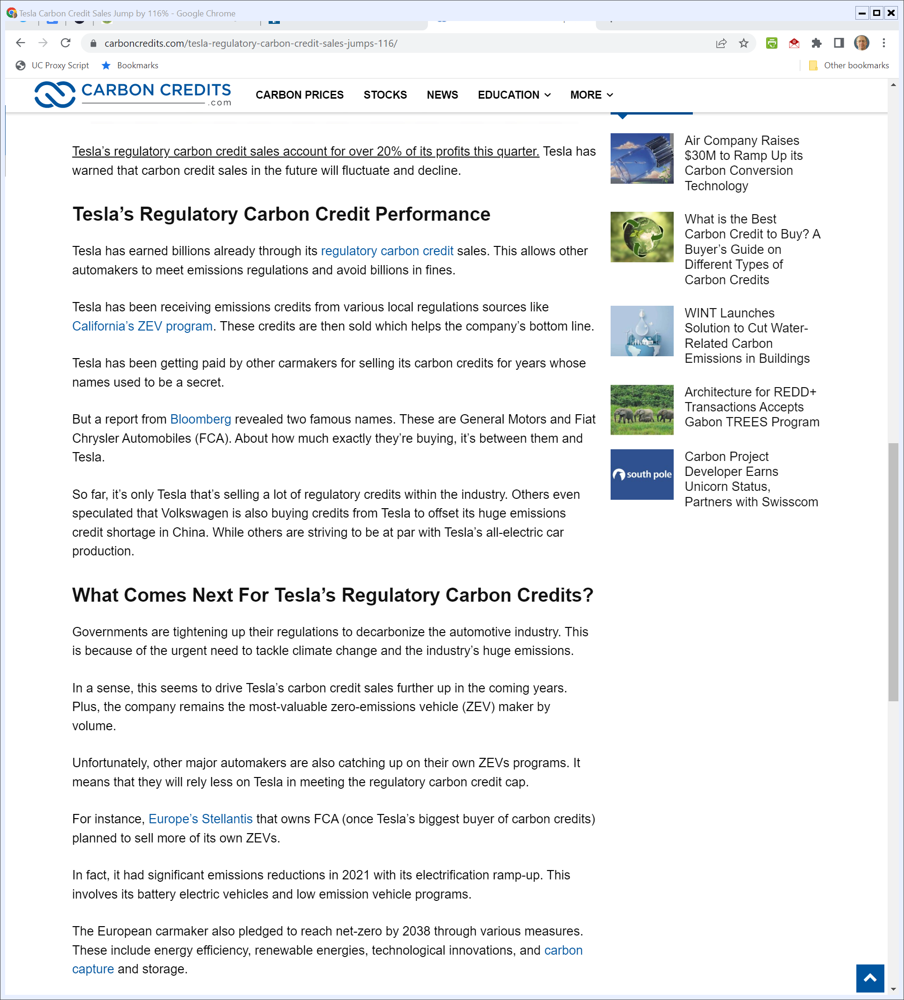 Tesla Carbon Credit Sales Jump by 116% - Google Chrome
carboncredits.com/tesla-regulatory-carbon-credit-sales-jumps-116/
UC Proxy Script
Bookmarks
Other bookmarks
CARBON CREDITS
.com
CARBON PRICES
STOCKS
NEWS
EDUCATION
MORE
Tesla’s regulatory carbon credit sales account for over 20% of its profits this quarter. Tesla has
warned that carbon credit sales in the future will fluctuate and decline.
Tesla’s Regulatory Carbon Credit Performance
Tesla has earned billions already through its regulatory carbon credit sales. This allows other
automakers to meet emissions regulations and avoid billions in fines.
Tesla has been receiving emissions credits from various local regulations sources like
California’s ZEV program. These credits are then sold which helps the company’s bottom line.
Tesla has been getting paid by other carmakers for selling its carbon credits for years whose
names used to be a secret.
But a report from Bloomberg revealed two famous names. These are General Motors and Fiat
Chrysler Automobiles (FCA). About how much exactly they’re buying, it’s between them and
Tesla.
So far, it’s only Tesla that’s selling a lot of regulatory credits within the industry. Others even
speculated that Volkswagen is also buying credits from Tesla to offset its huge emissions
credit shortage in China. While others are striving to be at par with Tesla’s all-electric car
production.
What Comes Next For Tesla’s Regulatory Carbon Credits?
Governments are tightening up their regulations to decarbonize the automotive industry. This
is because of the urgent need to tackle climate change and the industry’s huge emissions.
In a sense, this seems to drive Tesla’s carbon credit sales further up in the coming years.
Plus, the company remains the most-valuable zero-emissions vehicle (ZEV) maker by
volume.
Unfortunately, other major automakers are also catching up on their own ZEVs programs. It
means that they will rely less on Tesla in meeting the regulatory carbon credit cap.
For instance, Europe’s Stellantis that owns FCA (once Tesla’s biggest buyer of carbon credits)
planned to sell more of its own ZEVs.
In fact, it had significant emissions reductions in 2021 with its electrification ramp-up. This
involves its battery electric vehicles and low emission vehicle programs.
The European carmaker also pledged to reach net-zero by 2038 through various measures.
These include energy efficiency, renewable energies, technological innovations, and carbon
capture and storage.
Air Company Raises
$30M to Ramp Up its
Carbon Conversion
Technology
What is the Best
Carbon Credit to Buy? A
Buyer’s Guide on
Different Types of
Carbon Credits
WINT Launches
Solution to Cut Water-
Related Carbon
Emissions in Buildings
Architecture for REDD+
Transactions Accepts
Gabon TREES Program
south pole
Carbon Project
Developer Earns
Unicorn Status,
Partners with Swisscom